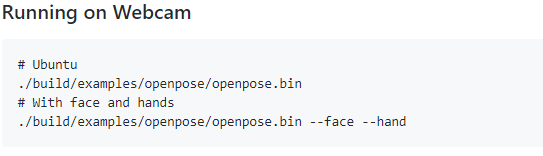 Running on Webcam
# Ubuntu
./build/examples/openpose/openpose.bin
# With face and hands
./build/examples/openpose/openpose.bin --face --hand